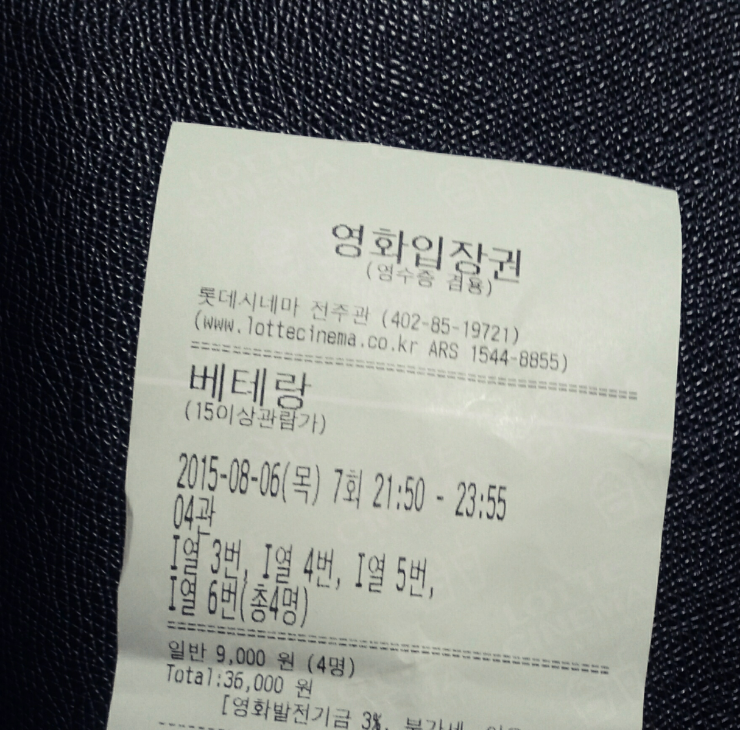 영화입장권
(영수증 겸용)
롯데시네마 전주관 (402-85-19721)
(www.lottecinema.co.kr ARS 1544-8855)
================================================
베테랑
(15이상관람가)
2015-08-06(목) 7회 21:50 - 23:55
04관
I열 3번, I열 4번, I열 5번,
I열 6번(총4명)
================================================
일반 9,000 원 (4명)
Total:36,000 원
[영화발전기금 3%,